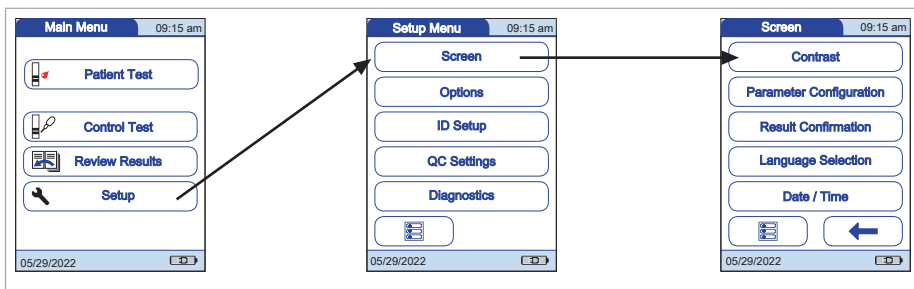 Main Menu 09:15 am
Patient Test
Control Test
Review Results
Setup
05/29/2022
Setup Menu 09:15 am
Screen
Options
ID Setup
QC Settings
Diagnostics
05/29/2022
Screen 09:15 am
Contrast
Parameter Configuration
Result Confirmation
Language Selection
Date / Time
05/29/2022